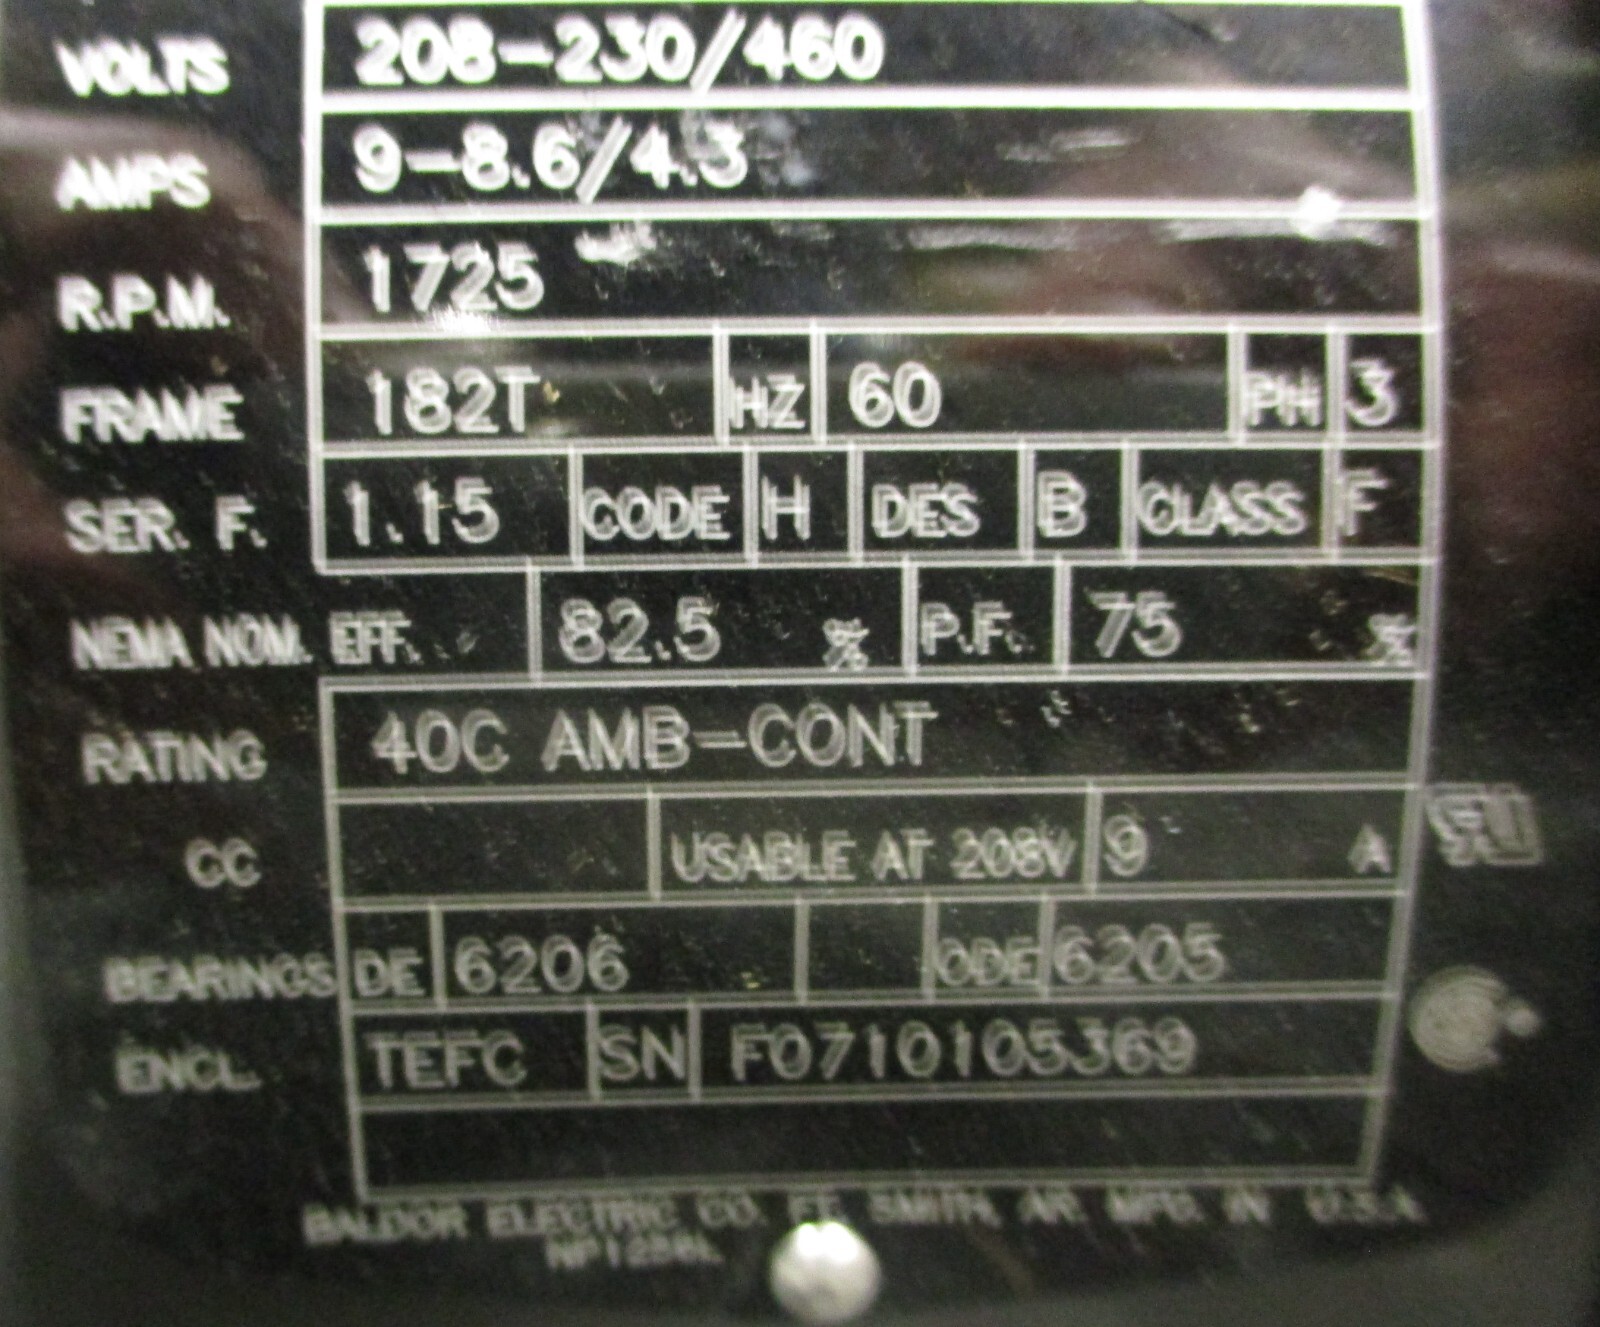 VOLTS 208-230/460
AMPS 9-8.6/4.3
R.P.M. 1725
FRAME 182T HZ 60 PH 3
SER. F. 1.15 CODE H DES B CLASS F
NEMA NOM. EFF. 82.5 % P.F. 75 %
RATING 40C AMB-CONT
CC USABLE AT 208V 9 A
BEARINGS DE 6206 ODE 6205
ENCL. TEFC SN F0710105369
BALDOR ELECTRIC CO. FT. SMITH, AR. MFD. IN U.S.A.